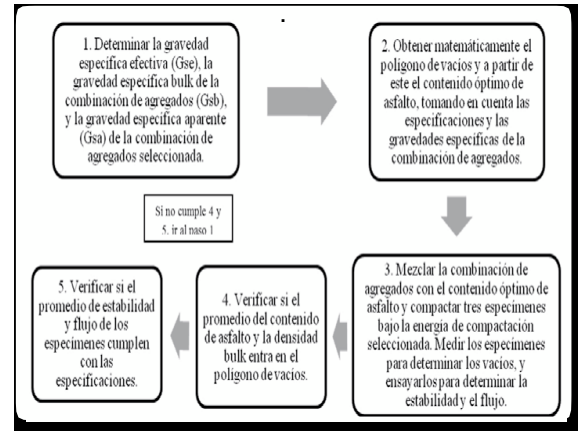 1. Determinar la gravedad
especifica efectiva (Gse), la
gravedad especifica bulk de la
combinación de agregados (Gsb),
y la gravedad especifica aparente
(Gsa) de la combinación de
agregados seleccionada.
2. Obtener matemáticamente el
polígono de vacíos y a partir de
este el contenido óptimo de
asfalto, tomando en cuenta las
especificaciones y las
gravedades específicas de la
combinación de agregados.
Si no cumple 4 y
5. ir al naso 1
3. Mezclar la combinación de
agregados con el contenido óptimo de
asfalto y compactar tres especímenes
bajo la energía de compactación
seleccionada. Medir los especímenes
para determinar los vacíos, y
ensayarlos para determinar la
estabilidad y el flujo.
4. Verificar si el
promedio del contenido
de asfalto y la densidad
bulk entra en el
polígono de vacíos.
5. Verificar si el
promedio de estabilidad
y flujo de los
especimenes cumplen
con las
especificaciones.